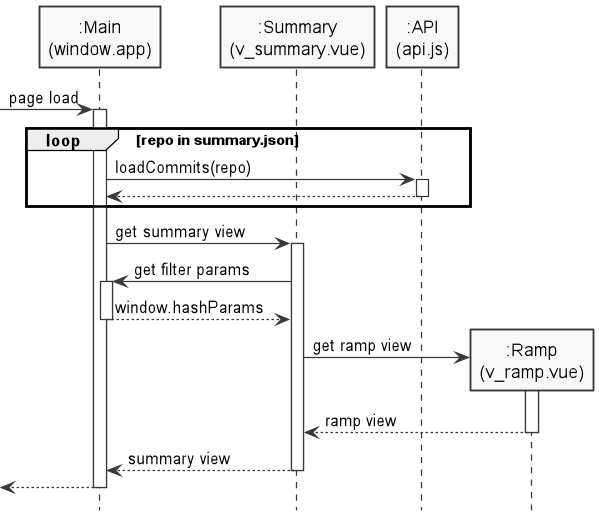 :Main
(window.app)
:Summary
(v_summary.vue)
:API
(api.js)
page load
loop
[repo in summary.json]
loadCommits(repo)
get summary view
get filter params
window.hashParams
get ramp view
:Ramp
(v_ramp.vue)
ramp view
summary view